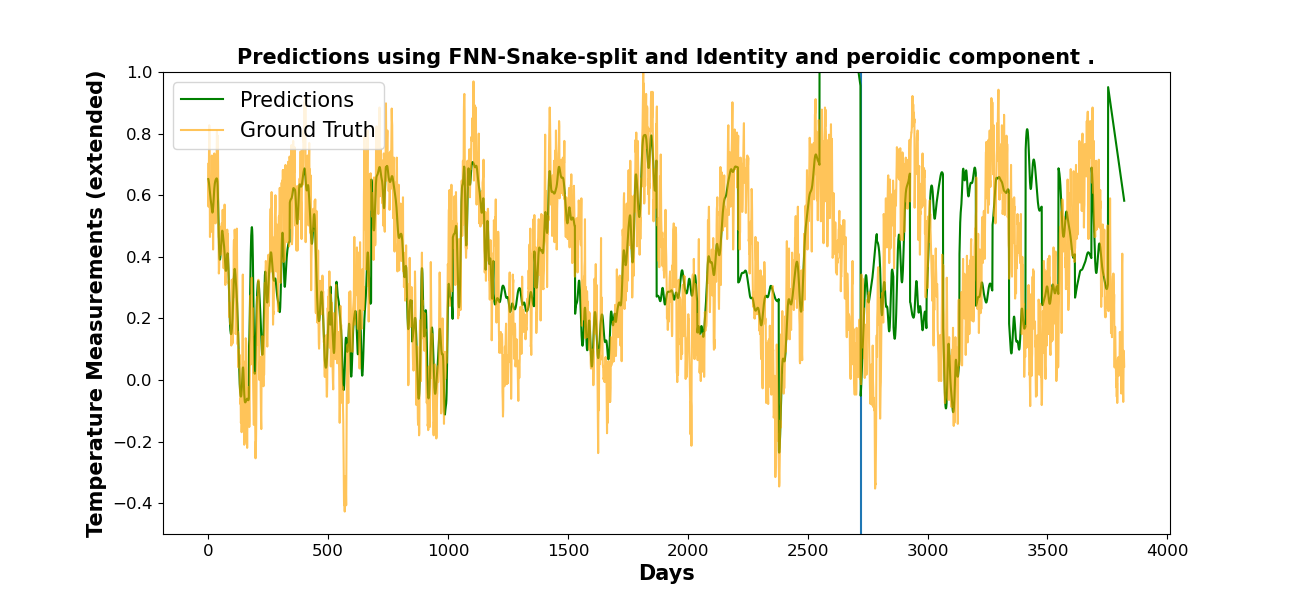 Predictions using FNN-Snake-split and Identity and peroidic component .
Temperature Measurements (extended)
1.0
0.8
0.6
0.4
0.2
0.0
−0.2
−0.4
Predictions
Ground Truth
0 500 1000 1500 2000 2500 3000 3500 4000
Days